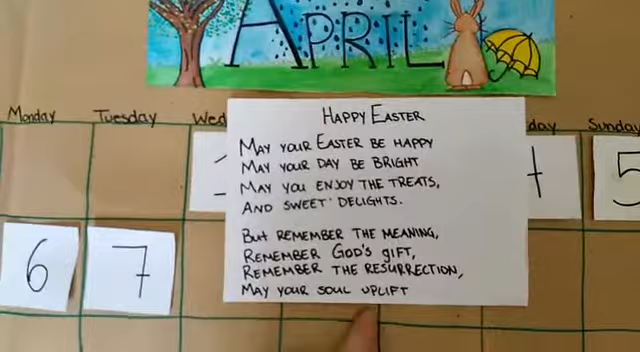 APRIL
Monday Tuesday Wed day Sunday
HAPPY EASTER
MAY YOUR EASTER BE HAPPY
MAY YOUR DAY BE BRIGHT
MAY YOU ENJOY THE TREATS,
AND SWEET DELIGHTS.
BUT REMEMBER THE MEANING,
REMEMBER GOD'S GIFT,
REMEMBER THE RESURRECTION,
MAY YOUR SOUL UPLIFT
5
6 7